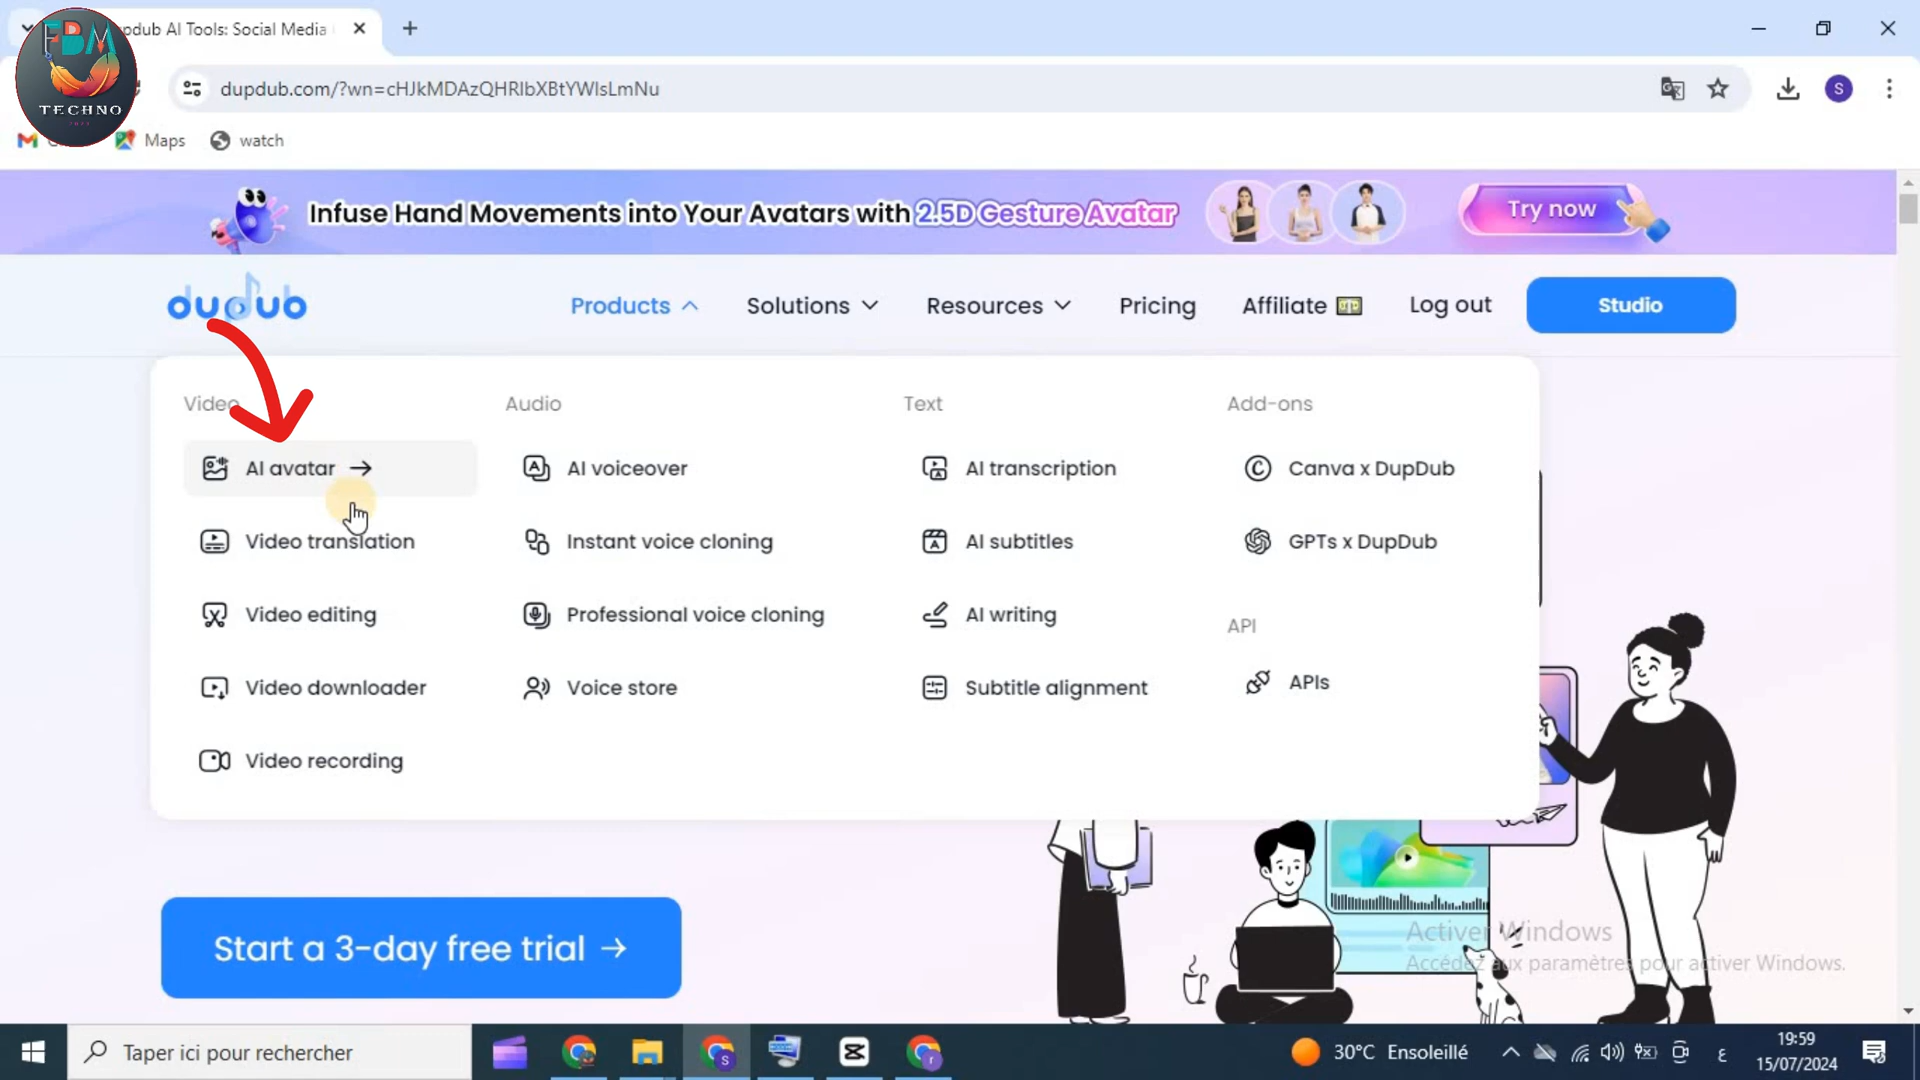 dub AI Tools: Social Media
FBM
TECHNO
dupdub.com/?wn=cHJkMDAzQHRlbXBtYWlsLmNu
S
Maps
watch
Infuse Hand Movements into Your Avatars with 2.5D Gesture Avatar
Try now
dupdub
Products
Solutions
Resources
Pricing
Affiliate
Log out
Studio
Video
Audio
Text
Add-ons
AI avatar
AI voiceover
AI transcription
Canva x DupDub
Video translation
Instant voice cloning
AI subtitles
GPTs x DupDub
Video editing
Professional voice cloning
AI writing
API
Video downloader
Voice store
Subtitle alignment
APIs
Video recording
Start a 3-day free trial
Activer Windows
Accédez aux paramètres pour activer Windows.
Taper ici pour rechercher
30°C Ensoleillé
ع
19:59
15/07/2024